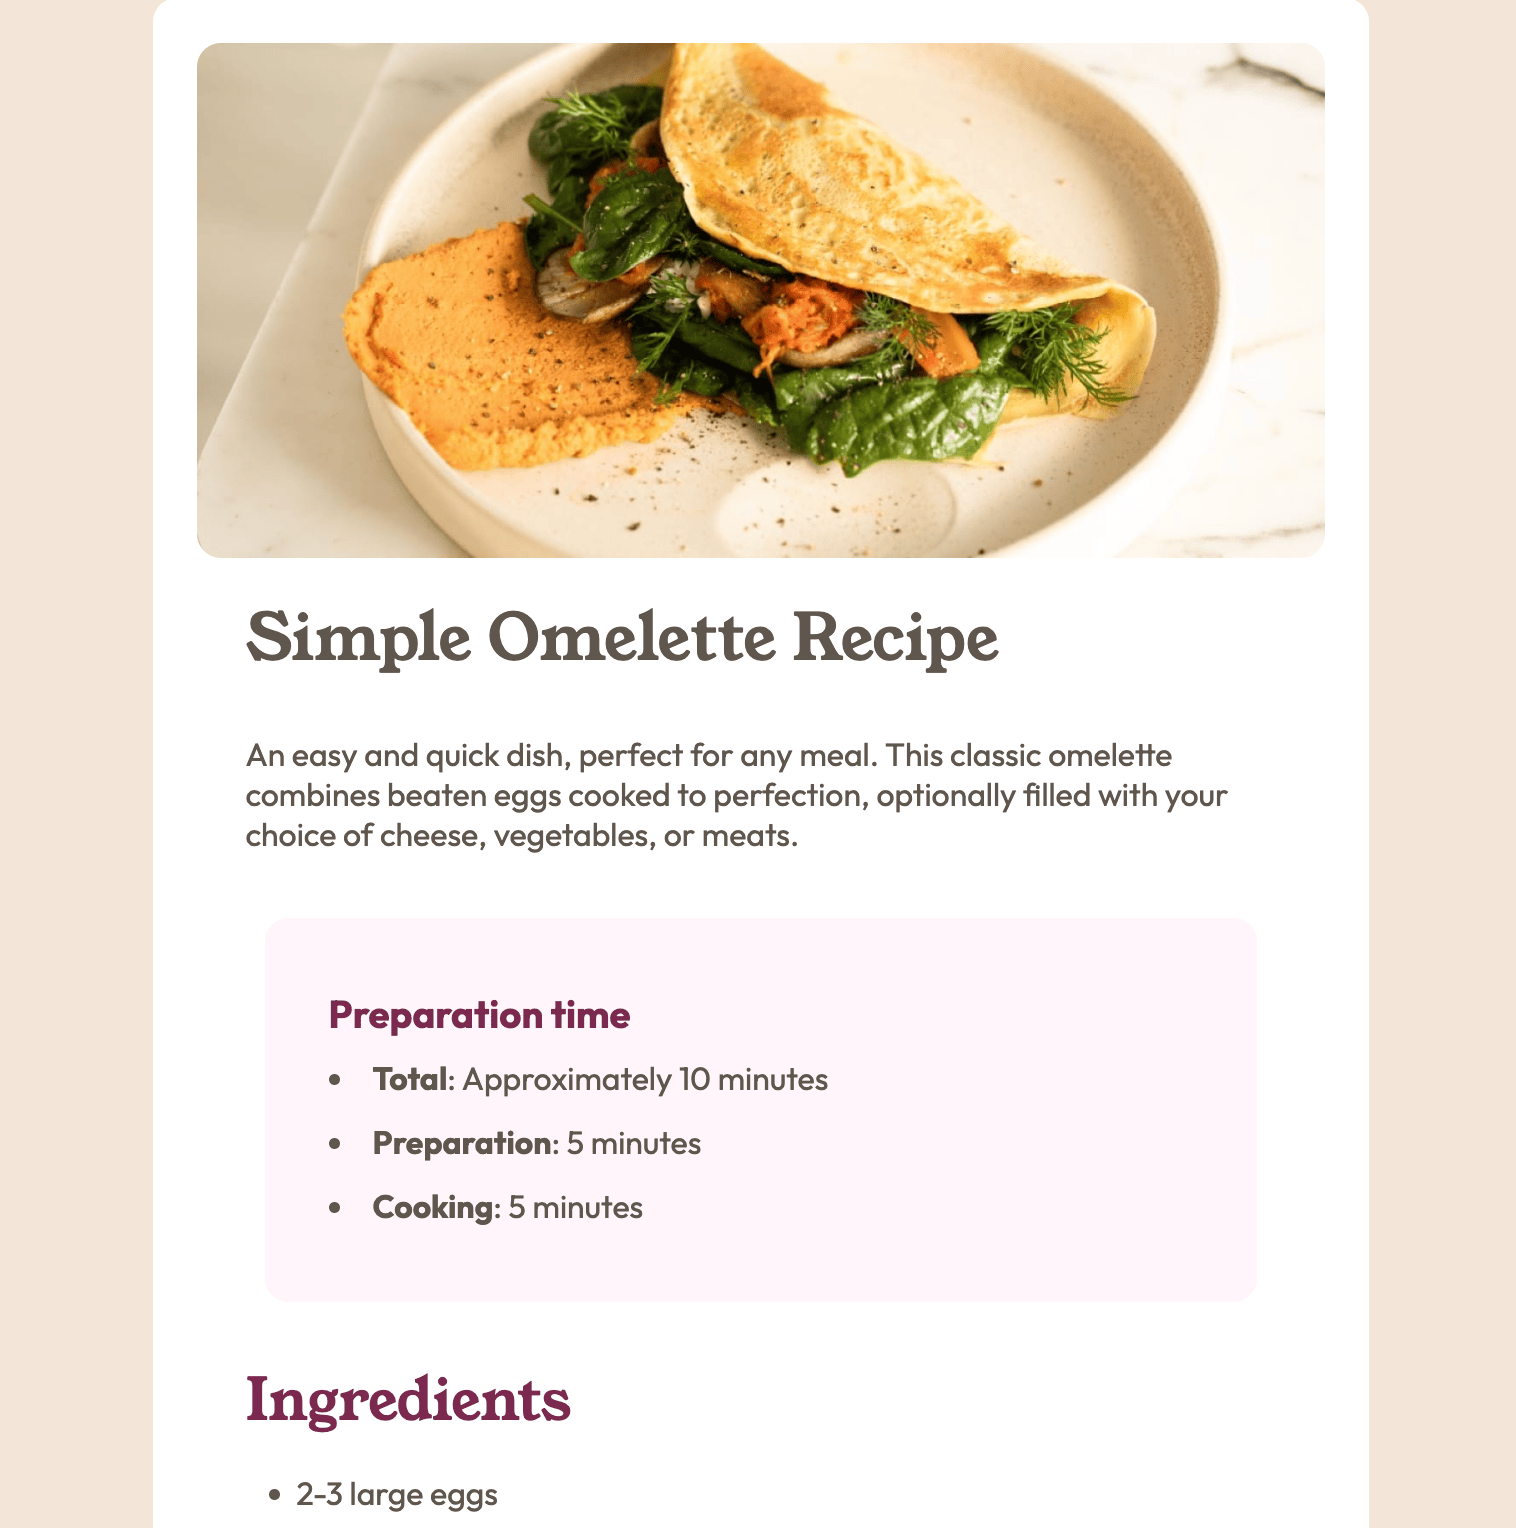 Simple Omelette Recipe
An easy and quick dish, perfect for any meal. This classic omelette
combines beaten eggs cooked to perfection, optionally filled with your
choice of cheese, vegetables, or meats.
Preparation time
• Total: Approximately 10 minutes
• Preparation: 5 minutes
• Cooking: 5 minutes
Ingredients
• 2-3 large eggs